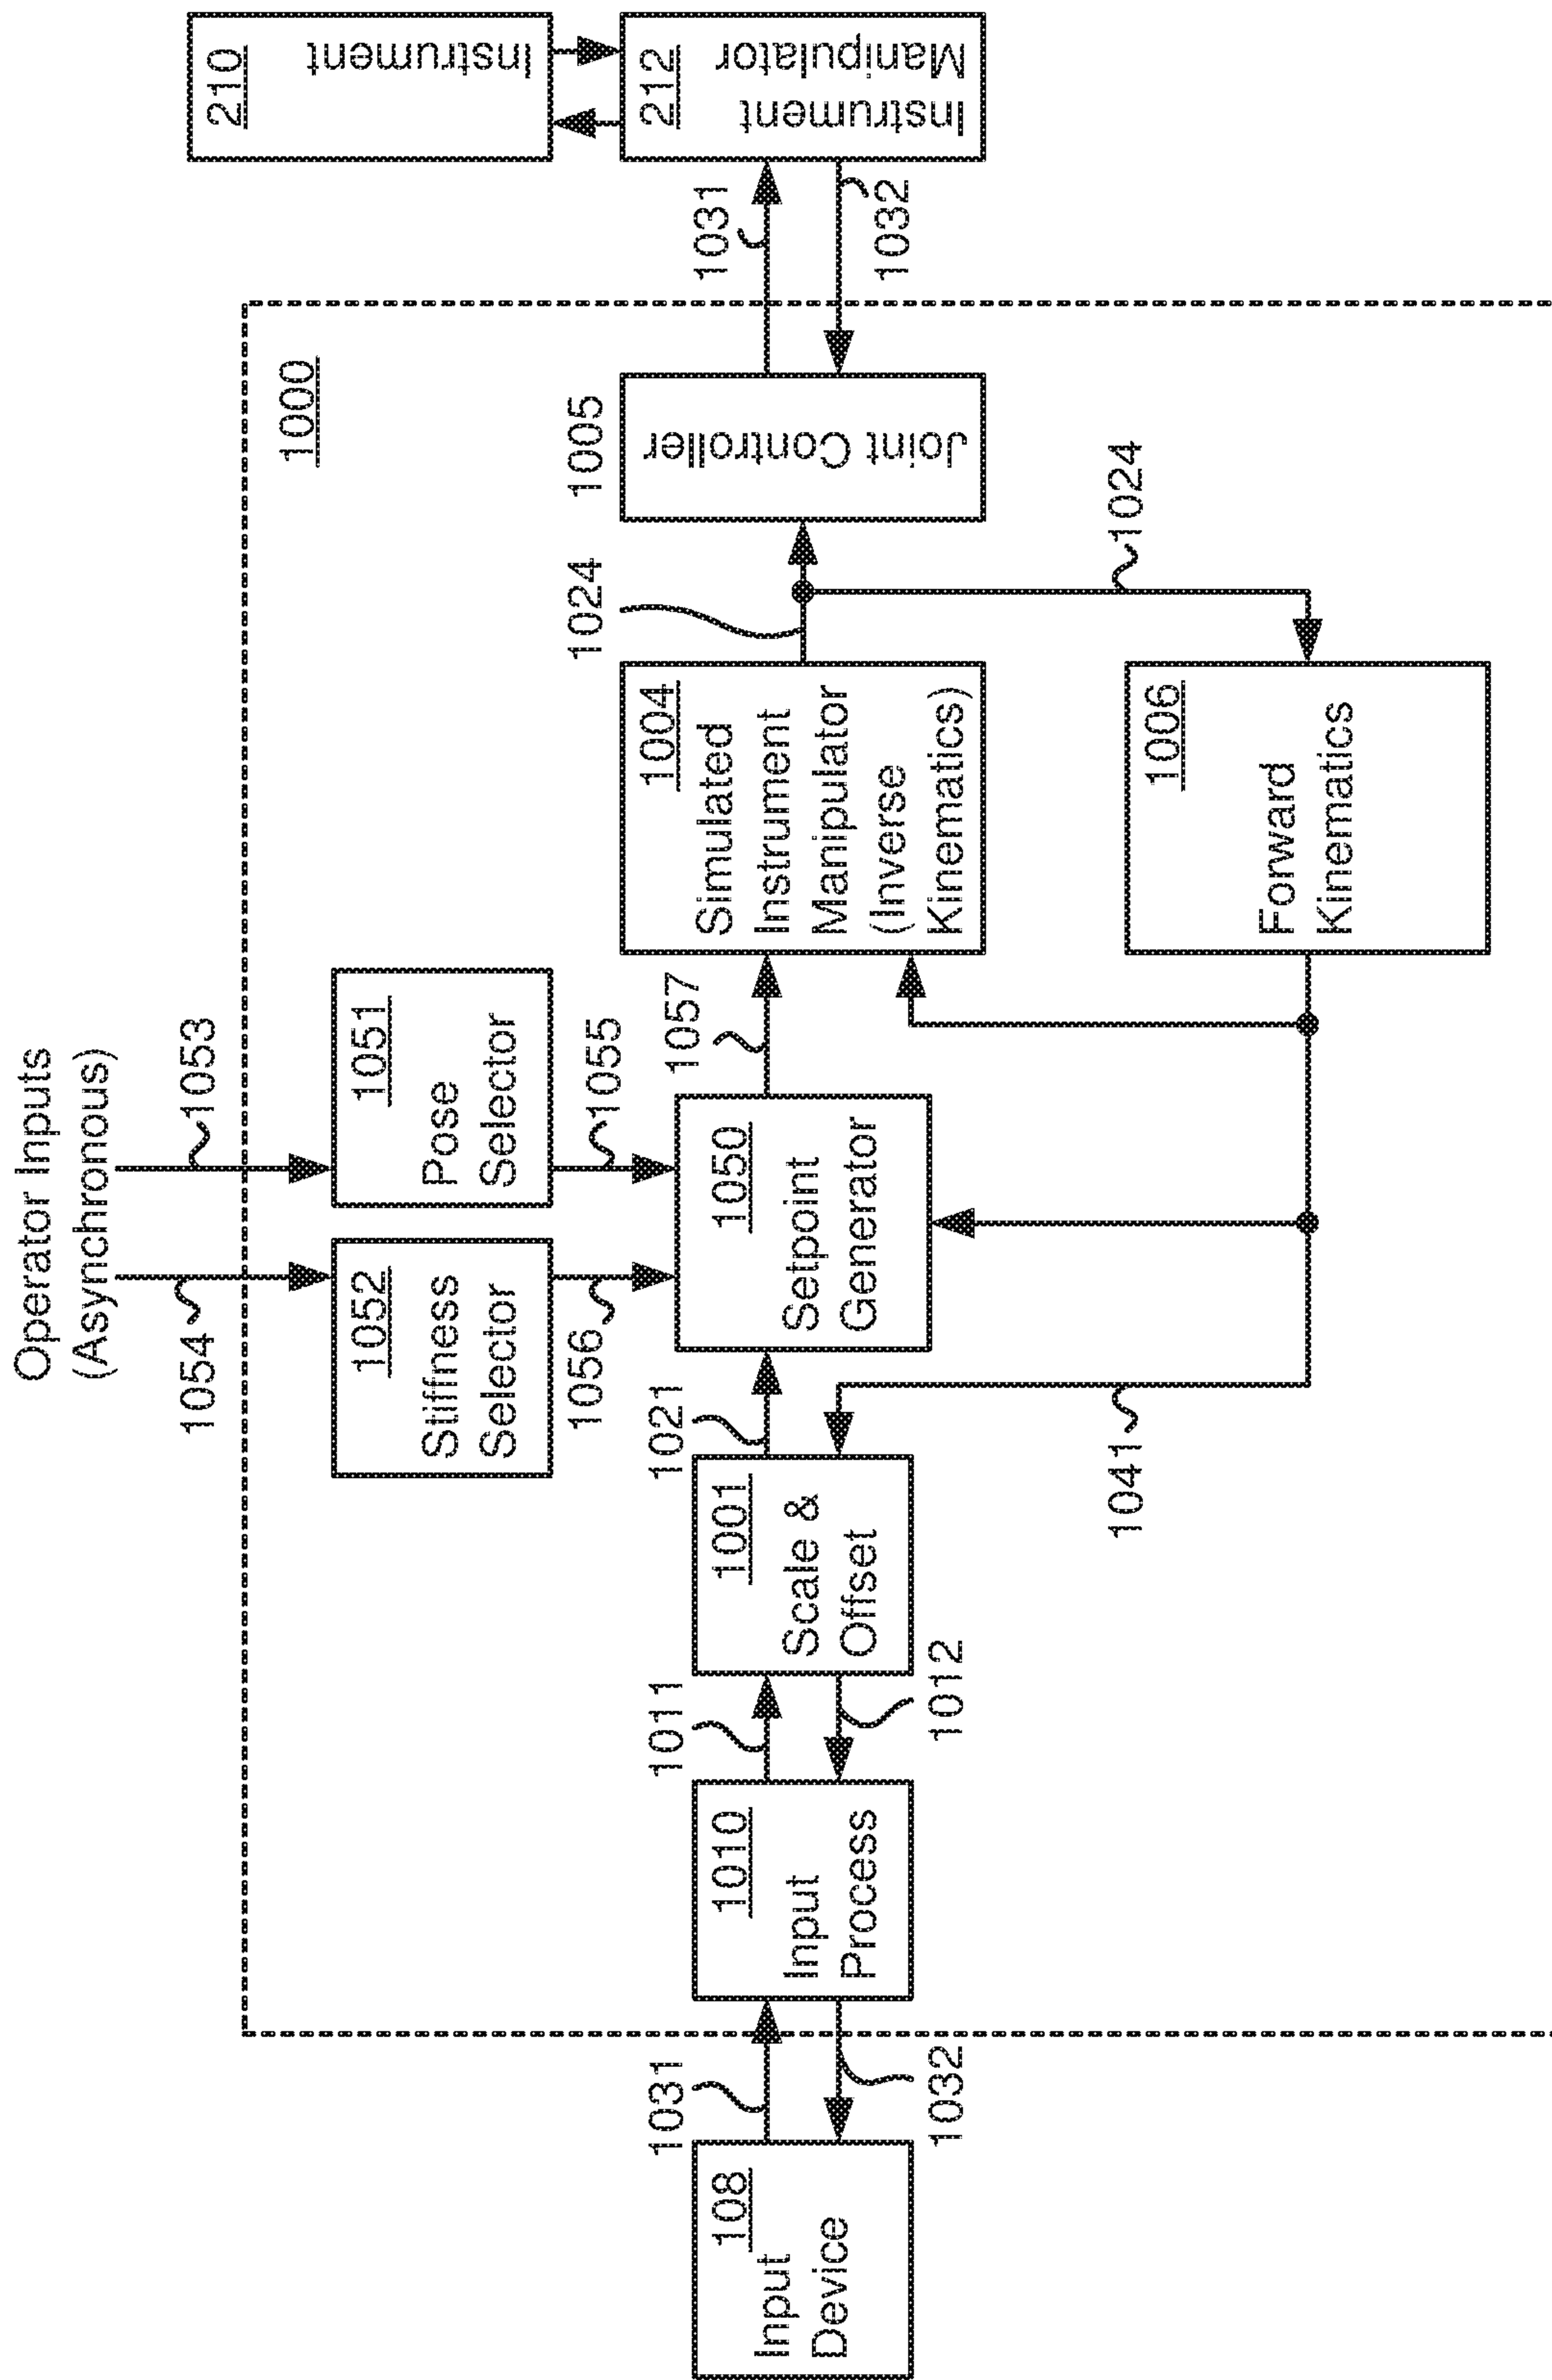 Operator Inputs
(Asynchronous)
1054
1053
1000
1052
Stiffness
Selector
1051
Pose
Selector
1056
1055
108
Input
Device
1031
1032
1010
Input
Process
1011
1012
1001
Scale &
Offset
1021
1050
Setpoint
Generator
1057
1004
Simulated
Instrument
Manipulator
(Inverse
Kinematics)
1024
1005
Joint Controller
1031
1032
210
Instrument
212
Instrument
Manipulator
1041
1006
Forward
Kinematics
1024